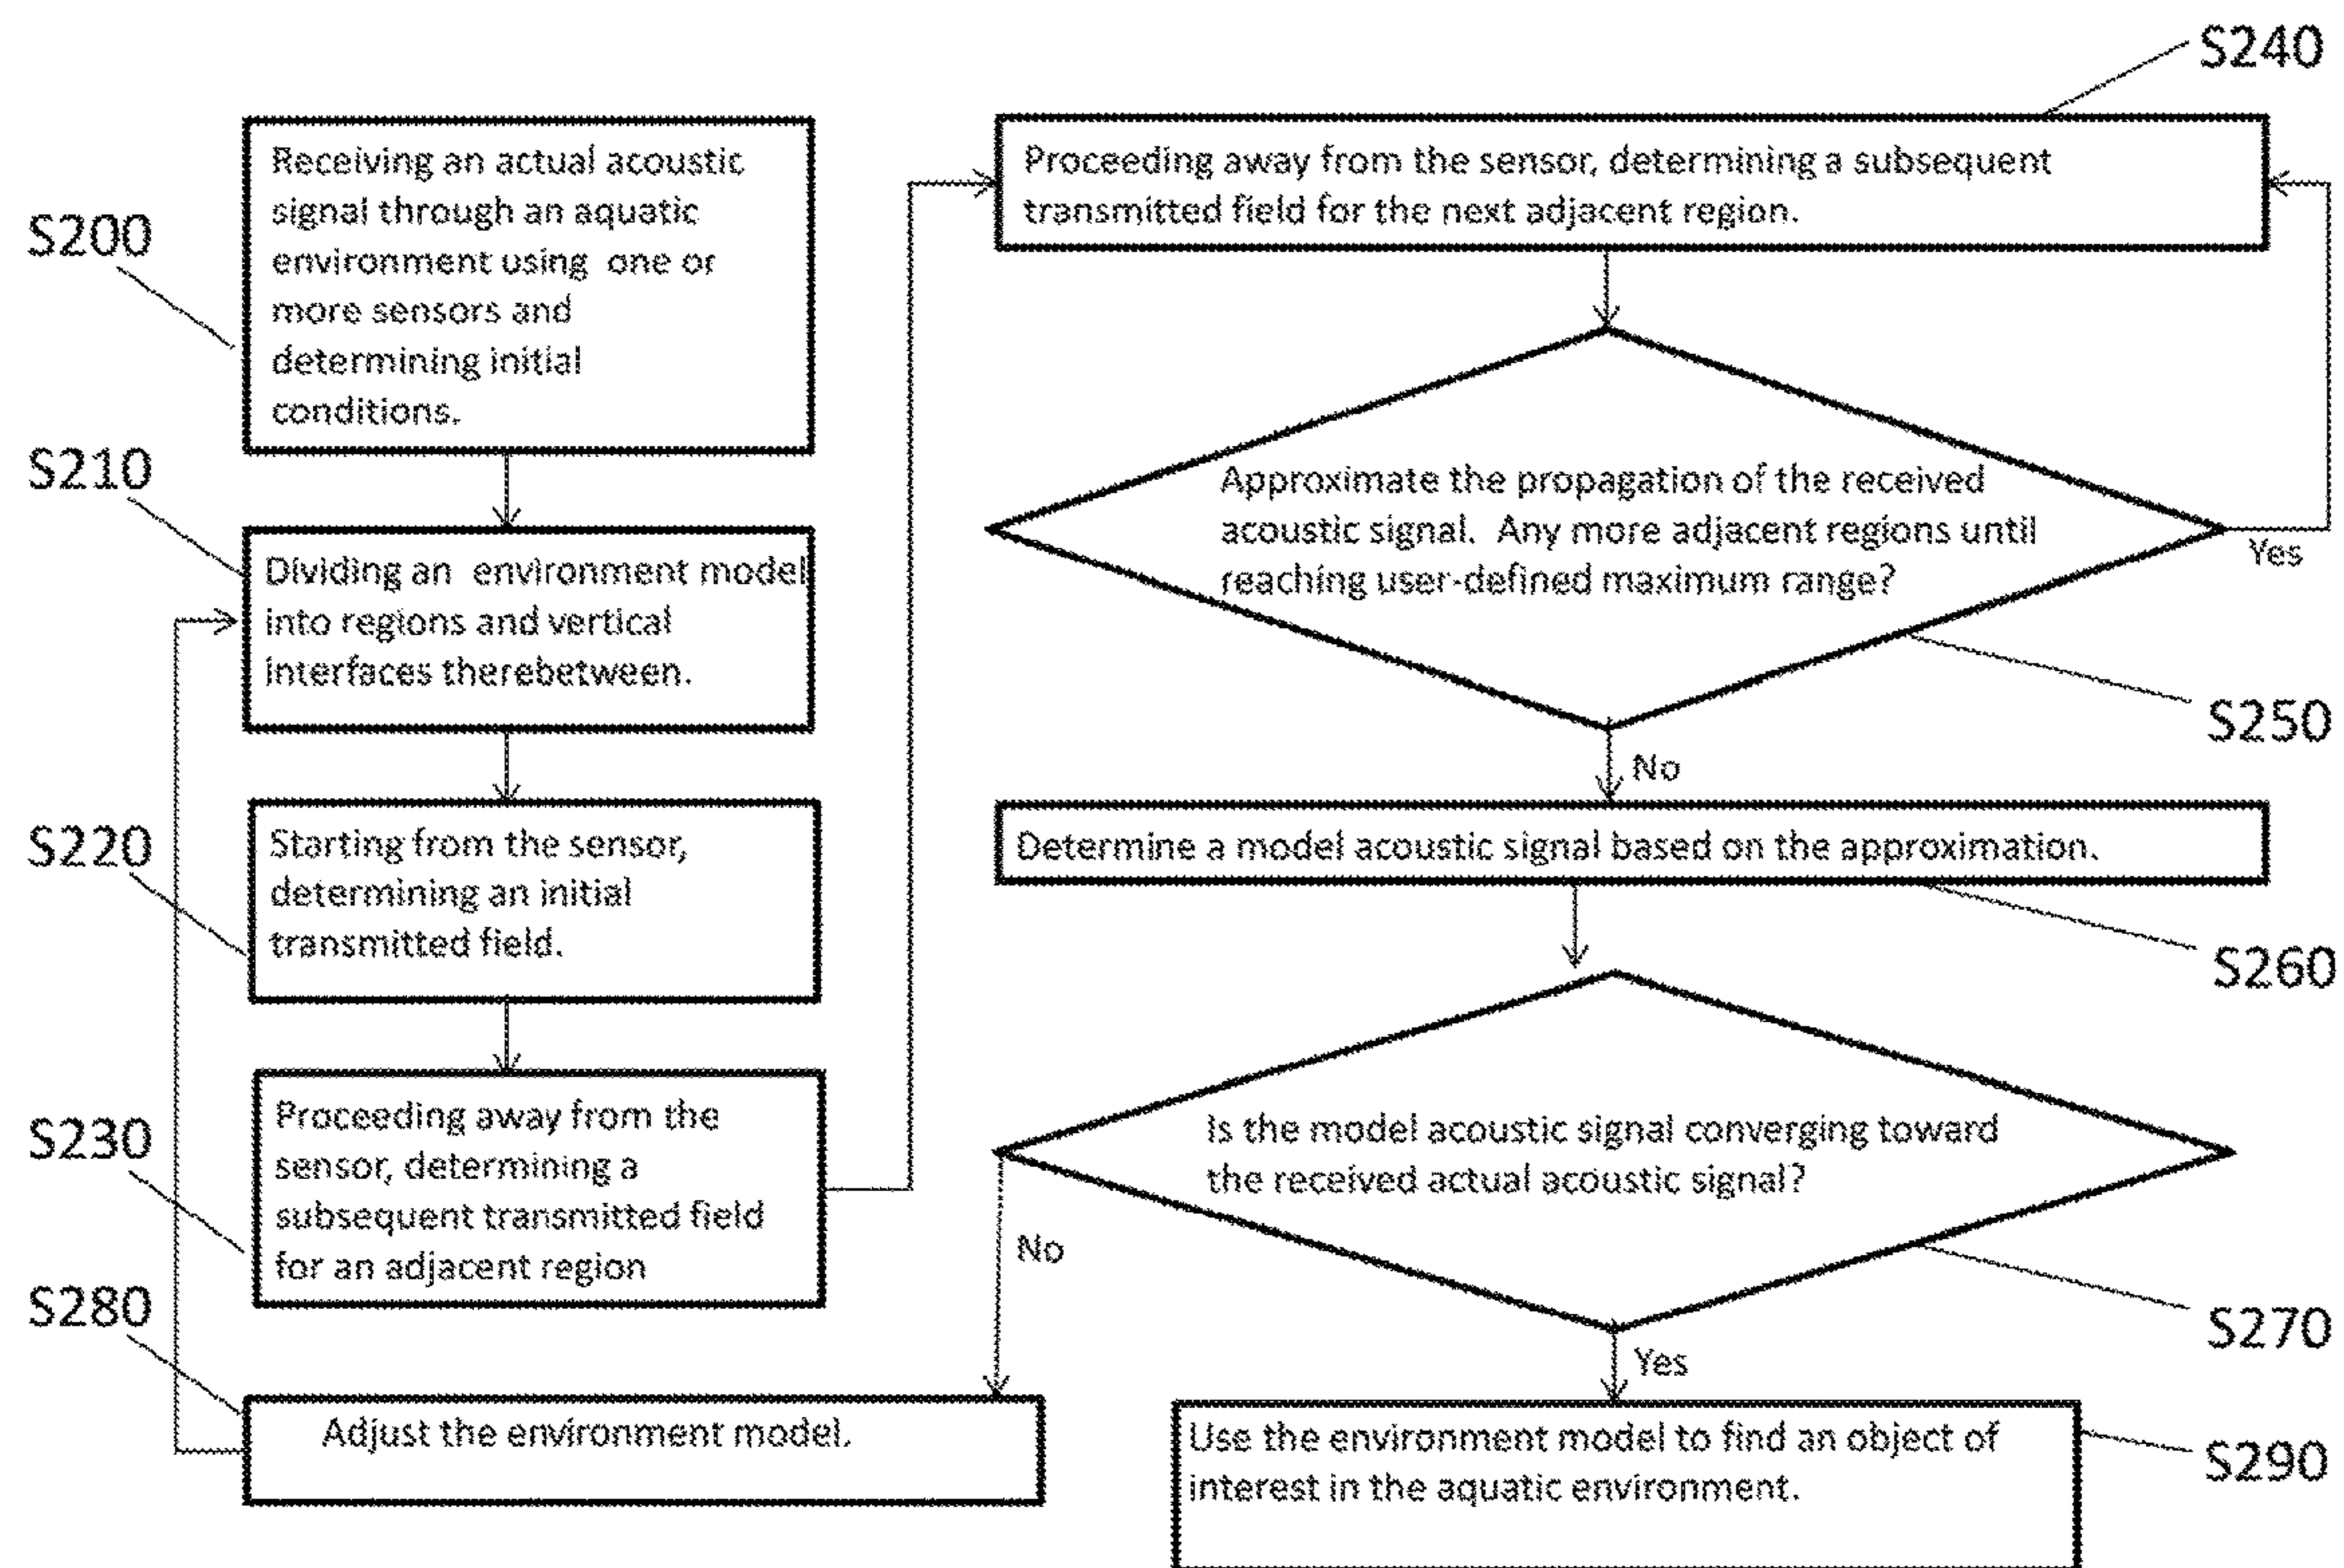 S200
Receiving an actual acoustic
signal through an aquatic
environment using one or
more sensors and
determining initial
conditions.
S210
Dividing an environment model
into regions and vertical
interfaces therebetween.
S220
Starting from the sensor,
determining an initial
transmitted field.
S230
Proceeding away from the
sensor, determining a
subsequent transmitted field
for an adjacent region
S280
Adjust the environment model.
S240
Proceeding away from the sensor, determining a subsequent
transmitted field for the next adjacent region.
Approximate the propagation of the received
acoustic signal. Any more adjacent regions until
reaching user-defined maximum range?
Yes
S250
No
Determine a model acoustic signal based on the approximation.
S260
Is the model acoustic signal converging toward
the received actual acoustic signal?
No
S270
Yes
Use the environment model to find an object of
interest in the aquatic environment.
S290